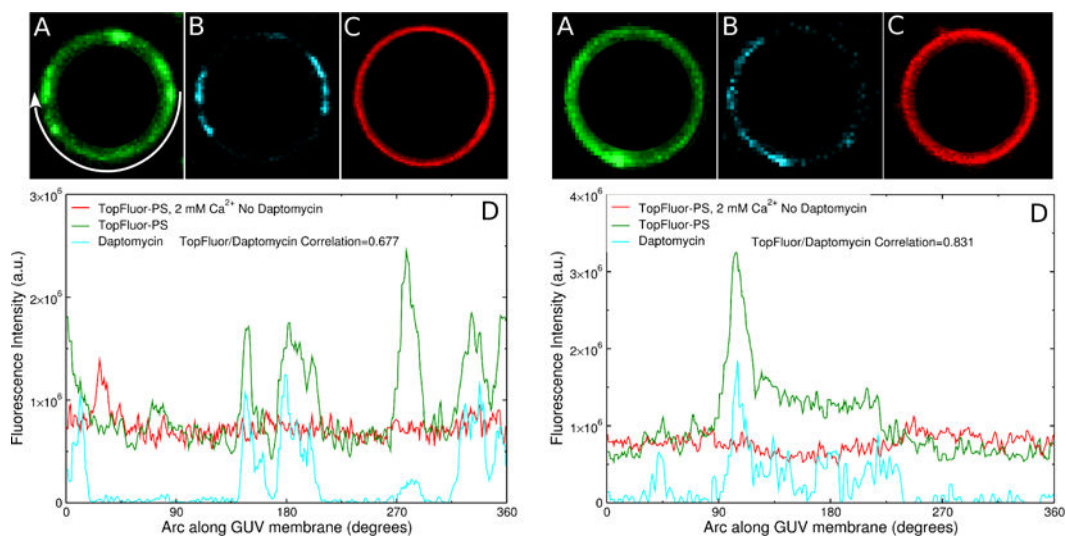 A
B
C
3×10⁶
2×10⁶
1×10⁶
0
Fluorescence Intensity (a.u.)
TopFluor-PS, 2 mM Ca²⁺ No Daptomycin
TopFluor-PS
Daptomycin TopFluor/Daptomycin Correlation=0.677
D
0 90 180 270 360
Arc along GUV membrane (degrees)
A
B
C
4×10⁶
3×10⁶
2×10⁶
1×10⁶
0
Fluorescence Intensity (a.u.)
TopFluor-PS, 2 mM Ca²⁺ No Daptomycin
TopFluor-PS
Daptomycin TopFluor/Daptomycin Correlation=0.831
D
0 90 180 270 360
Arc along GUV membrane (degrees)